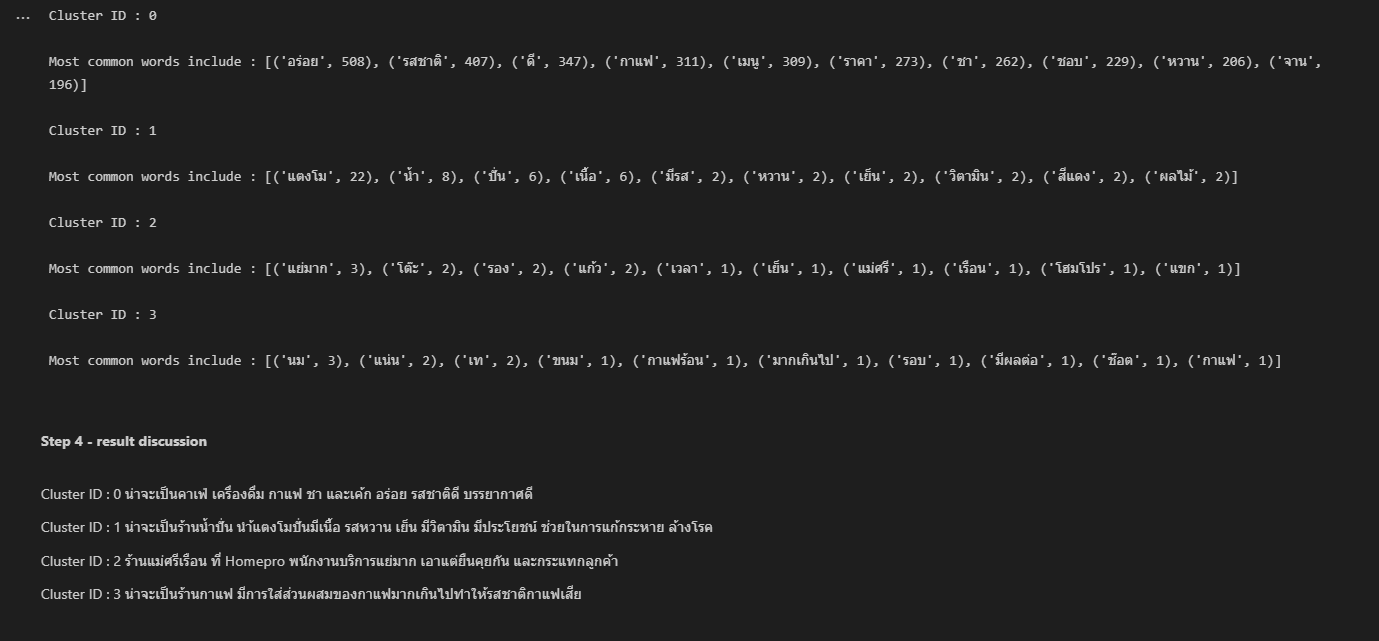 ... Cluster ID : 0
Most common words include : [('อร่อย', 508), ('รสชาติ', 407), ('ดี', 347), ('กาแฟ', 311), ('เมนู', 309), ('ราคา', 273), ('ชา', 262), ('ชอบ', 229), ('หวาน', 206), ('จาน',
196)]
Cluster ID : 1
Most common words include : [('แตงโม', 22), ('น้ำ', 8), ('ปั่น', 6), ('เนื้อ', 6), ('มีรส', 2), ('หวาน', 2), ('เย็น', 2), ('วิตามิน', 2), ('สีแดง', 2), ('ผลไม้', 2)]
Cluster ID : 2
Most common words include : [('แย่มาก', 3), ('โต๊ะ', 2), ('รอง', 2), ('แก้ว', 2), ('เวลา', 1), ('เย็น', 1), ('แม่ศรี', 1), ('เรือน', 1), ('โฮมโปร', 1), ('แขก', 1)]
Cluster ID : 3
Most common words include : [('นม', 3), ('แน่น', 2), ('เท', 2), ('ขนม', 1), ('กาแฟร้อน', 1), ('มากเกินไป', 1), ('รอบ', 1), ('มีผลต่อ', 1), ('ช๊อต', 1), ('กาแฟ', 1)]
Step 4 - result discussion
Cluster ID : 0 น่าจะเป็นคาเฟ่ เครื่องดื่ม กาแฟ ชา และเค้ก อร่อย รสชาติดี บรรยากาศดี
Cluster ID : 1 น่าจะเป็นร้านน้ำปั่น นำ้แตงโมปั่นมีเนื้อ รสหวาน เย็น มีวิตามิน มีประโยชน์ ช่วยในการแก้กระหาย ล้างโรค
Cluster ID : 2 ร้านแม่ศรีเรือน ที่ Homepro พนักงานบริการแย่มาก เอาแต่ยืนคุยกัน และกระแทกลูกค้า
Cluster ID : 3 น่าจะเป็นร้านกาแฟ มีการใส่ส่วนผสมของกาแฟมากเกินไปทำให้รสชาติกาแฟเสีย